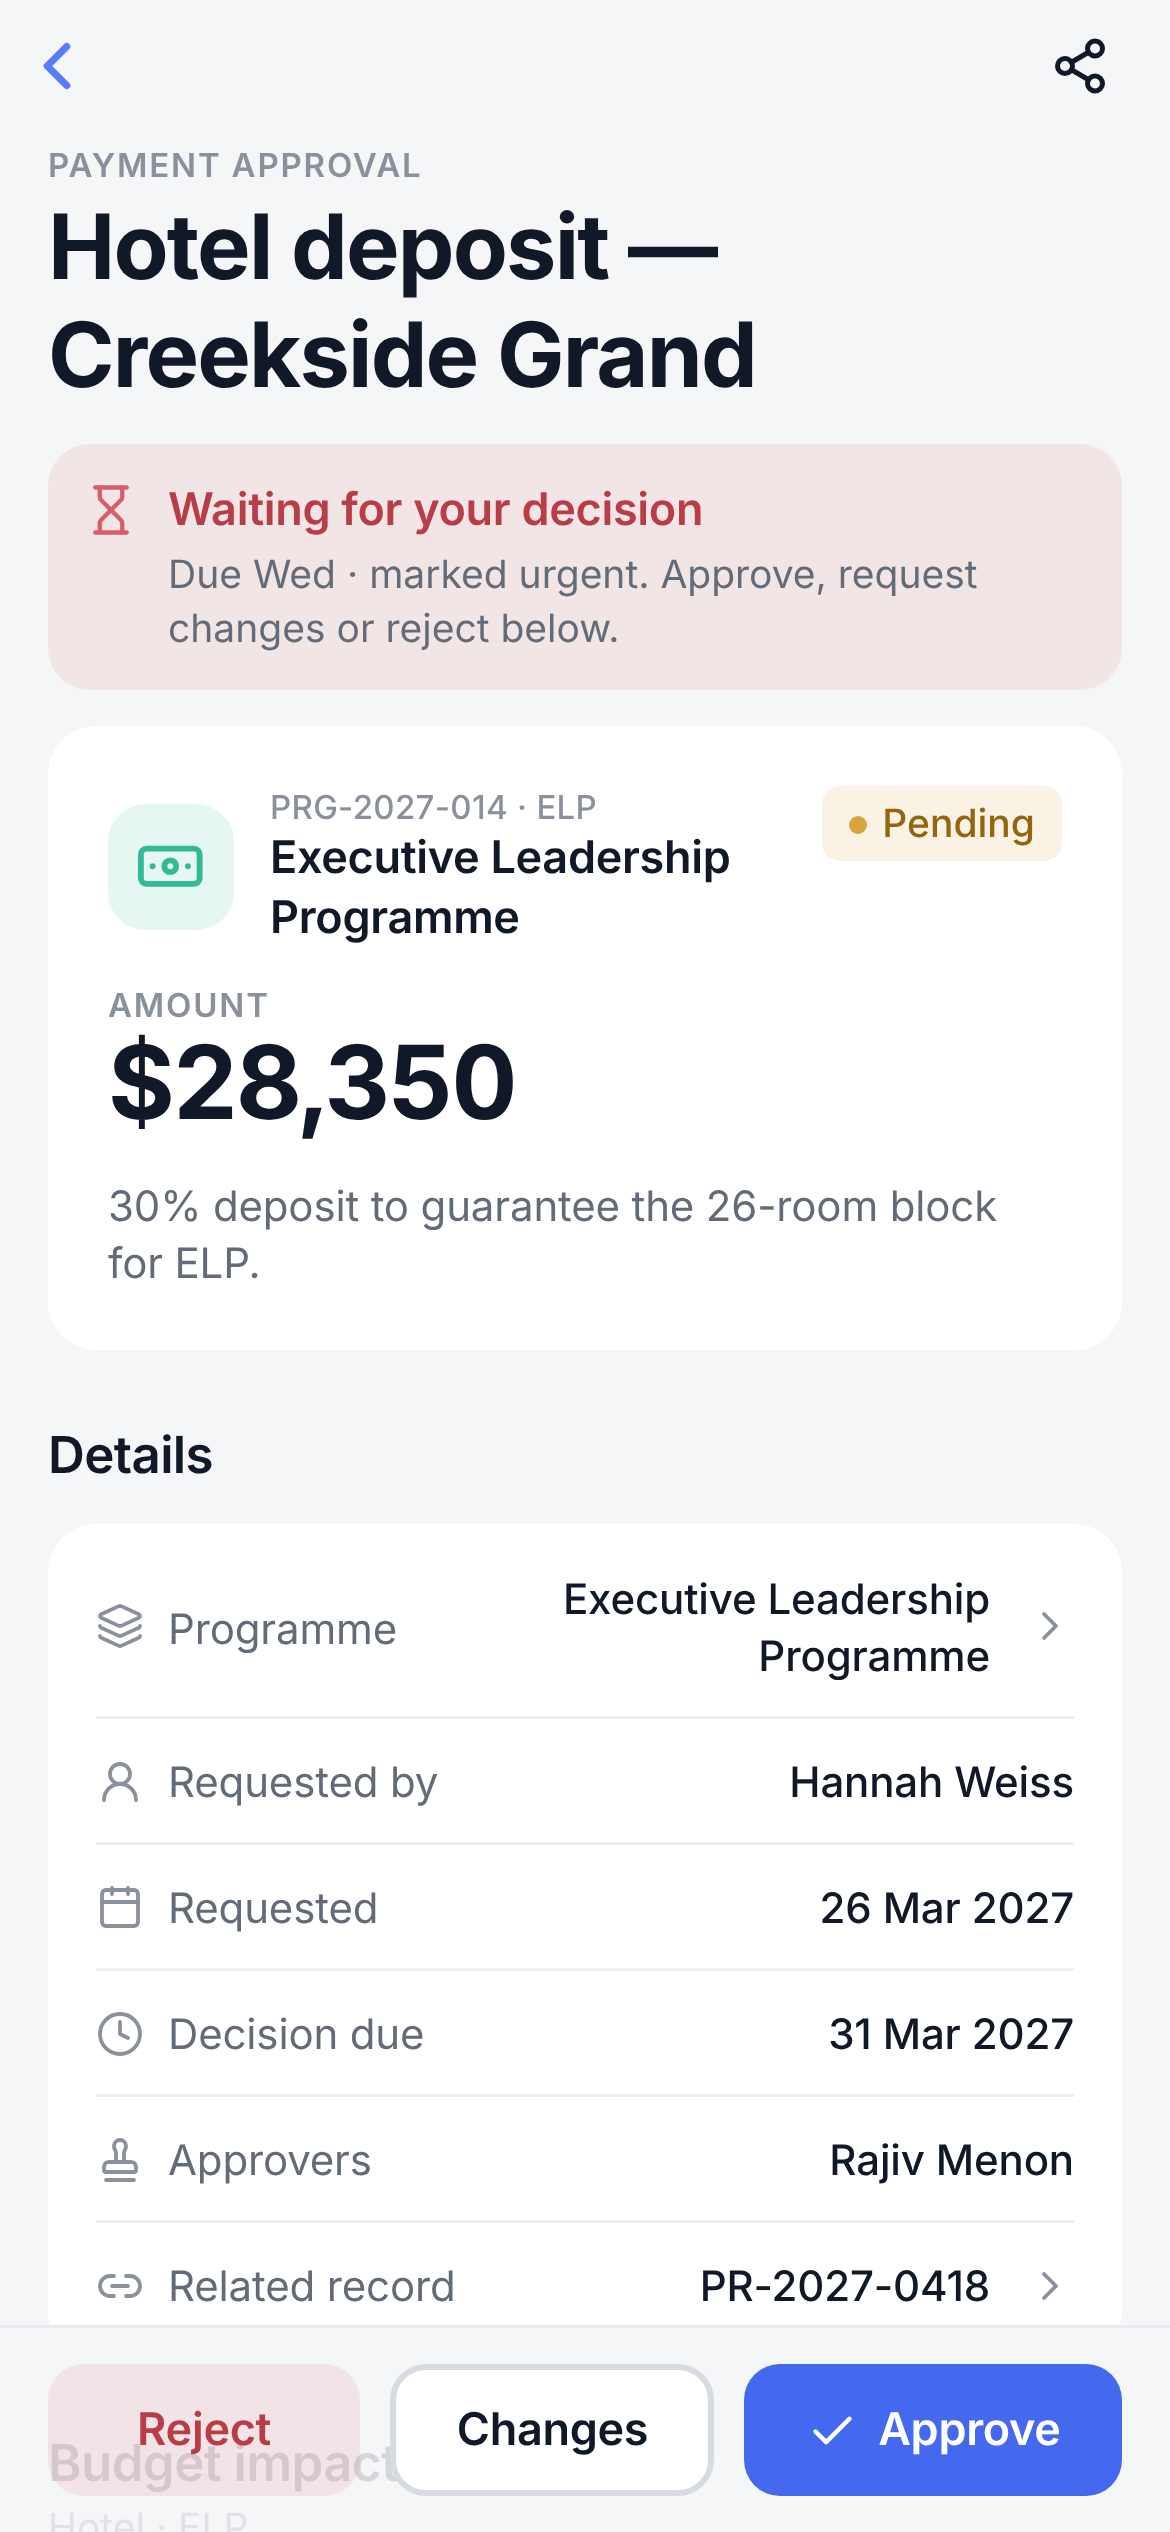 PAYMENT APPROVAL
Hotel deposit —
Creekside Grand
Waiting for your decision
Due Wed · marked urgent. Approve, request
changes or reject below.
PRG-2027-014 · ELP
Pending
Executive Leadership
Programme
AMOUNT
$28,350
30% deposit to guarantee the 26-room block
for ELP.
Details
Programme
Executive Leadership
Programme
Requested by
Hannah Weiss
Requested
26 Mar 2027
Decision due
31 Mar 2027
Approvers
Rajiv Menon
Related record
PR-2027-0418
Reject
Changes
Approve
Budget impact
Hotel · ELP